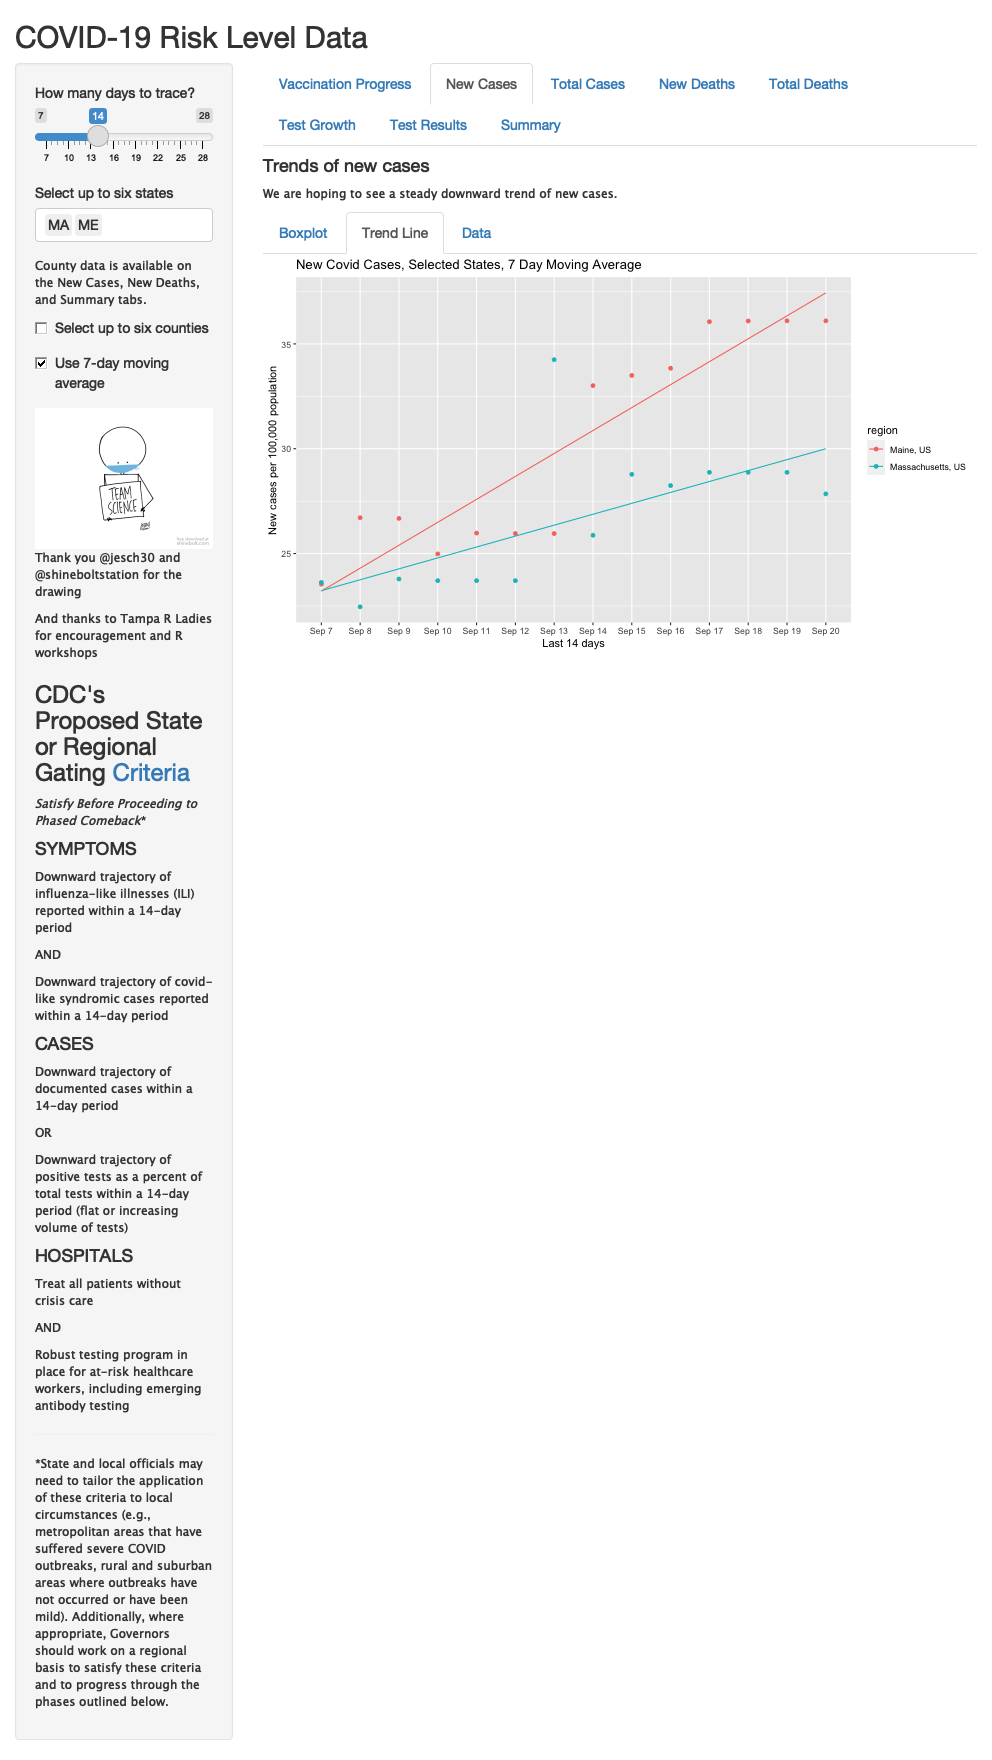 COVID-19 Risk Level Data
How many days to trace?
7 14 28
7 10 13 16 19 22 25 28
Select up to six states
MA ME
County data is available on
the New Cases, New Deaths,
and Summary tabs.
Select up to six counties
Use 7-day moving
average
TEAM
SCIENCE
Thank you @jesch30 and
@shineboltstation for the
drawing
And thanks to Tampa R Ladies
for encouragement and R
workshops
CDC's
Proposed State
or Regional
Gating Criteria
Satisfy Before Proceeding to
Phased Comeback*
SYMPTOMS
Downward trajectory of
influenza-like illnesses (ILI)
reported within a 14-day
period
AND
Downward trajectory of covid-
like syndromic cases reported
within a 14-day period
CASES
Downward trajectory of
documented cases within a
14-day period
OR
Downward trajectory of
positive tests as a percent of
total tests within a 14-day
period (flat or increasing
volume of tests)
HOSPITALS
Treat all patients without
crisis care
AND
Robust testing program in
place for at-risk healthcare
workers, including emerging
antibody testing
*State and local officials may
need to tailor the application
of these criteria to local
circumstances (e.g.,
metropolitan areas that have
suffered severe COVID
outbreaks, rural and suburban
areas where outbreaks have
not occurred or have been
mild). Additionally, where
appropriate, Governors
should work on a regional
basis to satisfy these criteria
and to progress through the
phases outlined below.
Vaccination Progress New Cases Total Cases New Deaths Total Deaths
Test Growth Test Results Summary
Trends of new cases
We are hoping to see a steady downward trend of new cases.
Boxplot Trend Line Data
New Covid Cases, Selected States, 7 Day Moving Average
New cases per 100,000 population
35
30
25
Sep 7 Sep 8 Sep 9 Sep 10 Sep 11 Sep 12 Sep 13 Sep 14 Sep 15 Sep 16 Sep 17 Sep 18 Sep 19 Sep 20
Last 14 days
region
Maine, US
Massachusetts, US